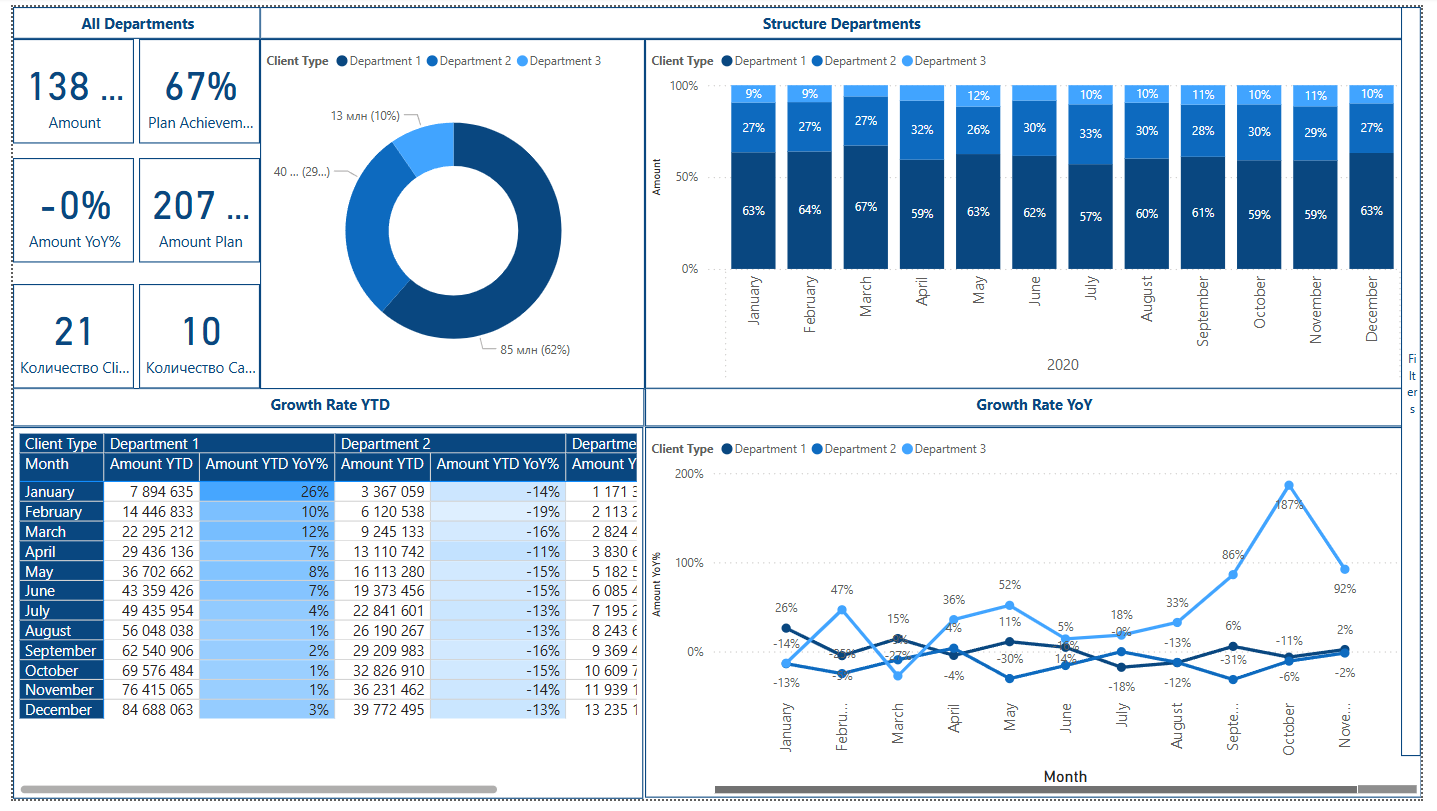 All Departments
Structure Departments
138 ...
Amount
67%
Plan Achievem...
-0%
Amount YoY%
207 ...
Amount Plan
21
Количество Cli...
10
Количество Ca...
Client Type Department 1 Department 2 Department 3
13 млн (10%)
40 ... (29...)
85 млн (62%)
Client Type Department 1 Department 2 Department 3
Amount
100%
50%
0%
9% 9% 12% 10% 10% 11% 10% 11% 10%
27% 27% 27% 32% 26% 30% 33% 30% 28% 30% 29% 27%
63% 64% 67% 59% 63% 62% 57% 60% 61% 59% 59% 63%
January February March April May June July August September October November December
2020
Filters
Growth Rate YTD
Client Type Department 1 Department 2 Departme
Month Amount YTD Amount YTD YoY% Amount YTD Amount YTD YoY% Amount Y
January 7 894 635 26% 3 367 059 -14% 1 171 3
February 14 446 833 10% 6 120 538 -19% 2 113 2
March 22 295 212 12% 9 245 133 -16% 2 824 4
April 29 436 136 7% 13 110 742 -11% 3 830 6
May 36 702 662 8% 16 113 280 -15% 5 182 5
June 43 359 426 7% 19 373 456 -15% 6 085 4
July 49 435 954 4% 22 841 601 -13% 7 195 2
August 56 048 038 1% 26 190 267 -13% 8 243 6
September 62 540 906 2% 29 209 983 -16% 9 369 4
October 69 576 484 1% 32 826 910 -15% 10 609 7
November 76 415 065 1% 36 231 462 -14% 11 939 1
December 84 688 063 3% 39 772 495 -13% 13 235 1
Growth Rate YoY
Client Type Department 1 Department 2 Department 3
Amount YoY%
200%
100%
0%
187%
86%
92%
47% 52%
26% 15% 36% 11% 5% 18% 33% 6% 2%
-14% -27% 4% -30% 14% -13% -31% -11%
-13% -4% -18% -12% -6% -2%
January Febru... March April May June July August Septe... October Nove...
Month